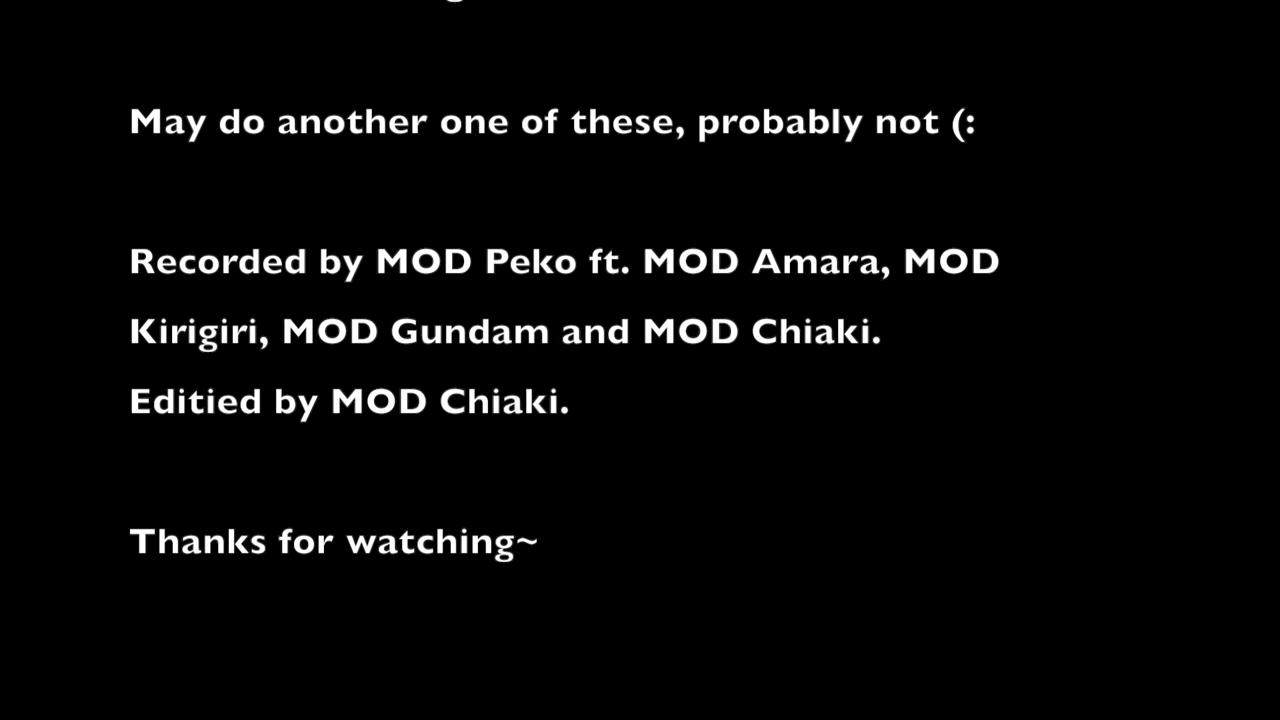 May do another one of these, probably not (:
Recorded by MOD Peko ft. MOD Amara, MOD
Kirigiri, MOD Gundam and MOD Chiaki.
Editied by MOD Chiaki.
Thanks for watching~